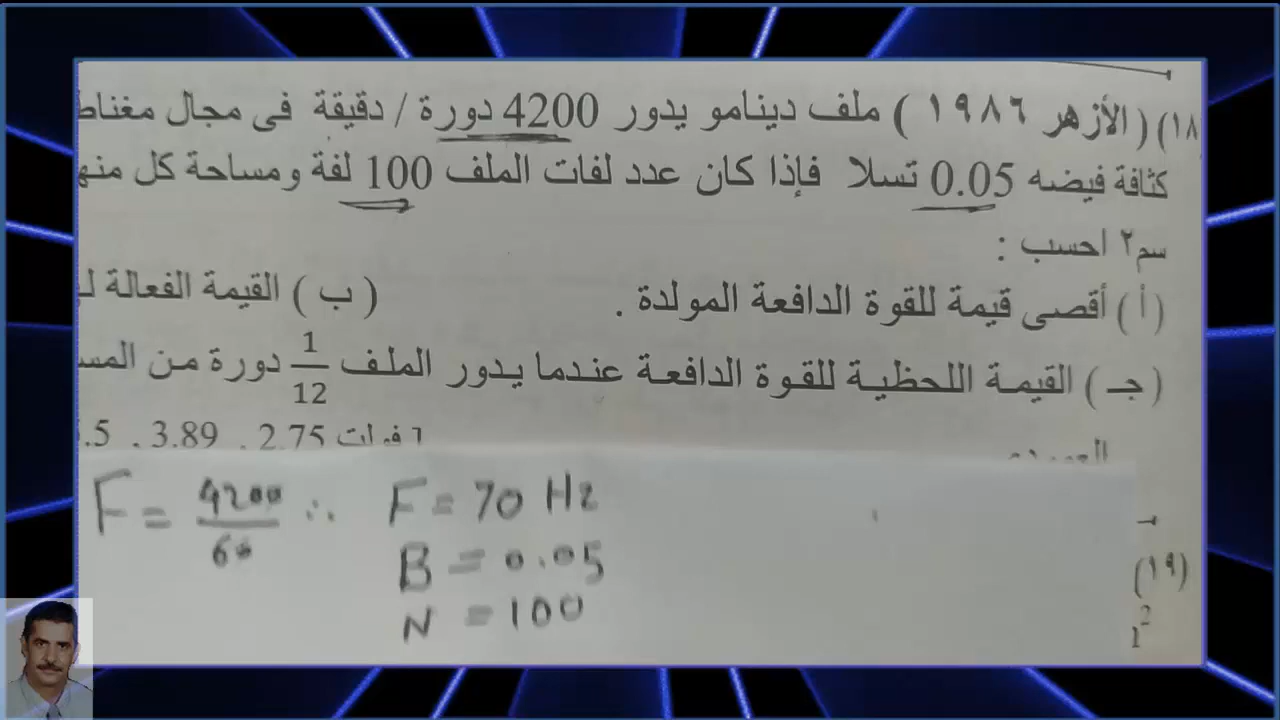 ١٨) (الأزهر ١٩٨٦ ) ملف دينامو يدور 4200 دورة / دقيقة فى مجال مغناط
كثافة فيضه 0.05 تسلا فإذا كان عدد لفات الملف 100 لفة ومساحة كل منه
سم٢ احسب :
(أ) أقصى قيمة للقوة الدافعة المولدة . (ب) القيمة الفعالة لـ
(جـ) القيمة اللحظية للقوة الدافعة عندما يدور الملف 1/12 دورة من المس
2.75 , 3.89 , .5
F = 4200/60 ∴ F = 70 Hz
B = 0.05
N = 100
(١٩)